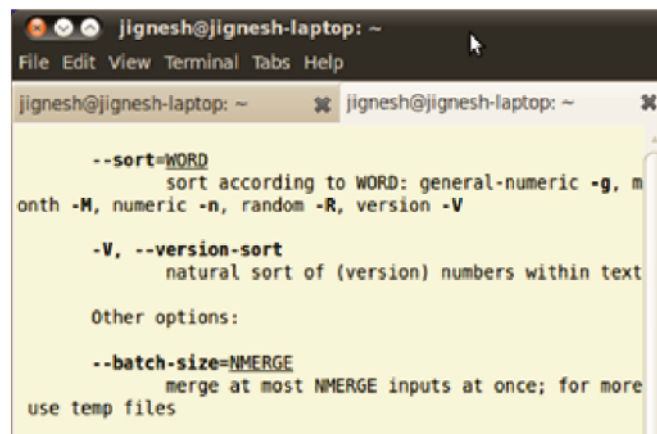 jignesh@jignesh-laptop: ~
File Edit View Terminal Tabs Help
jignesh@jignesh-laptop: ~ jignesh@jignesh-laptop: ~
--sort=WORD
sort according to WORD: general-numeric -g, m
onth -M, numeric -n, random -R, version -V
-V, --version-sort
natural sort of (version) numbers within text
Other options:
--batch-size=NMERGE
merge at most NMERGE inputs at once; for more
use temp files